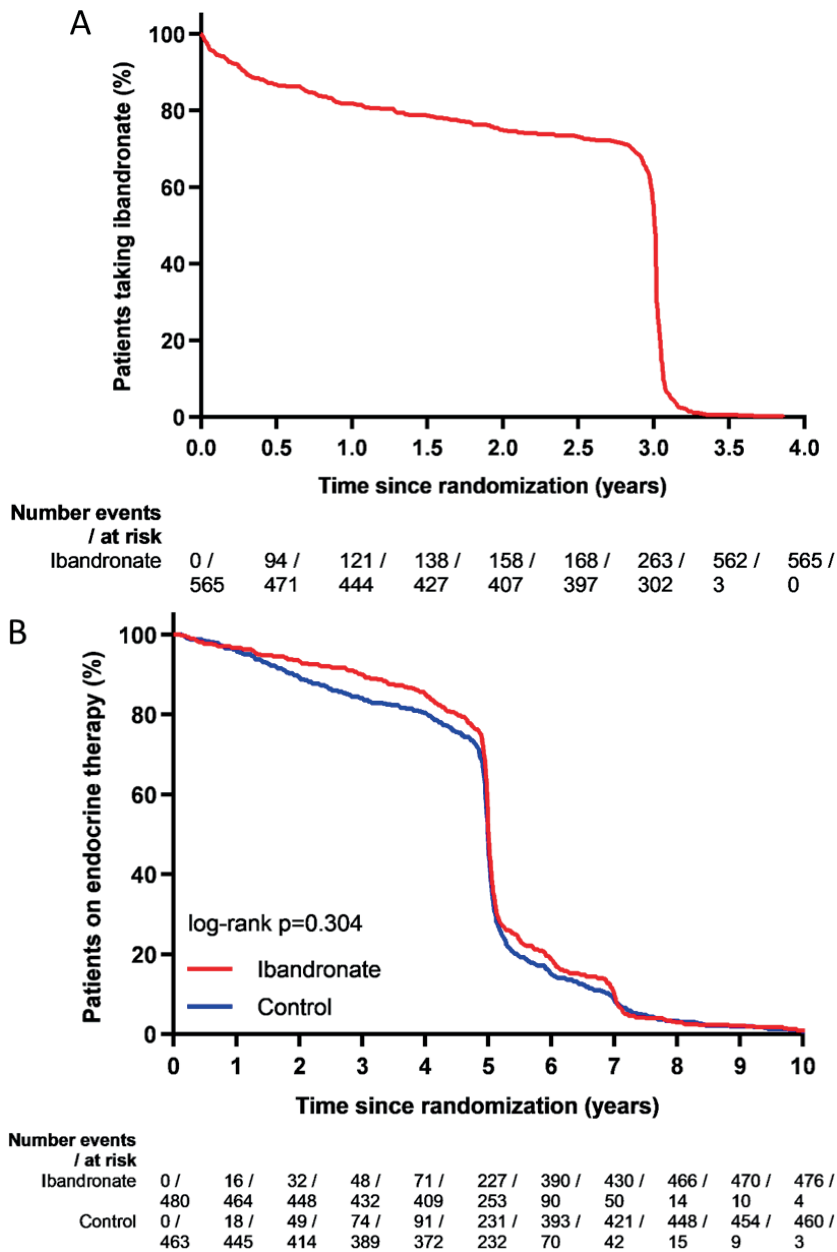 A
Patients taking ibandronate (%)
100
80
60
40
20
0
0.0 0.5 1.0 1.5 2.0 2.5 3.0 3.5 4.0
Time since randomization (years)
Number events
/ at risk
Ibandronate 0 / 94 / 121 / 138 / 158 / 168 / 263 / 562 / 565 /
565 471 444 427 407 397 302 3 0
B
Patients on endocrine therapy (%)
100
80
60
40
20
0
log-rank p=0.304
Ibandronate
Control
0 1 2 3 4 5 6 7 8 9 10
Time since randomization (years)
Number events
/ at risk
Ibandronate 0 / 16 / 32 / 48 / 71 / 227 / 390 / 430 / 466 / 470 / 476 /
480 464 448 432 409 253 90 50 14 10 4
Control 0 / 18 / 49 / 74 / 91 / 231 / 393 / 421 / 448 / 454 / 460 /
463 445 414 389 372 232 70 42 15 9 3